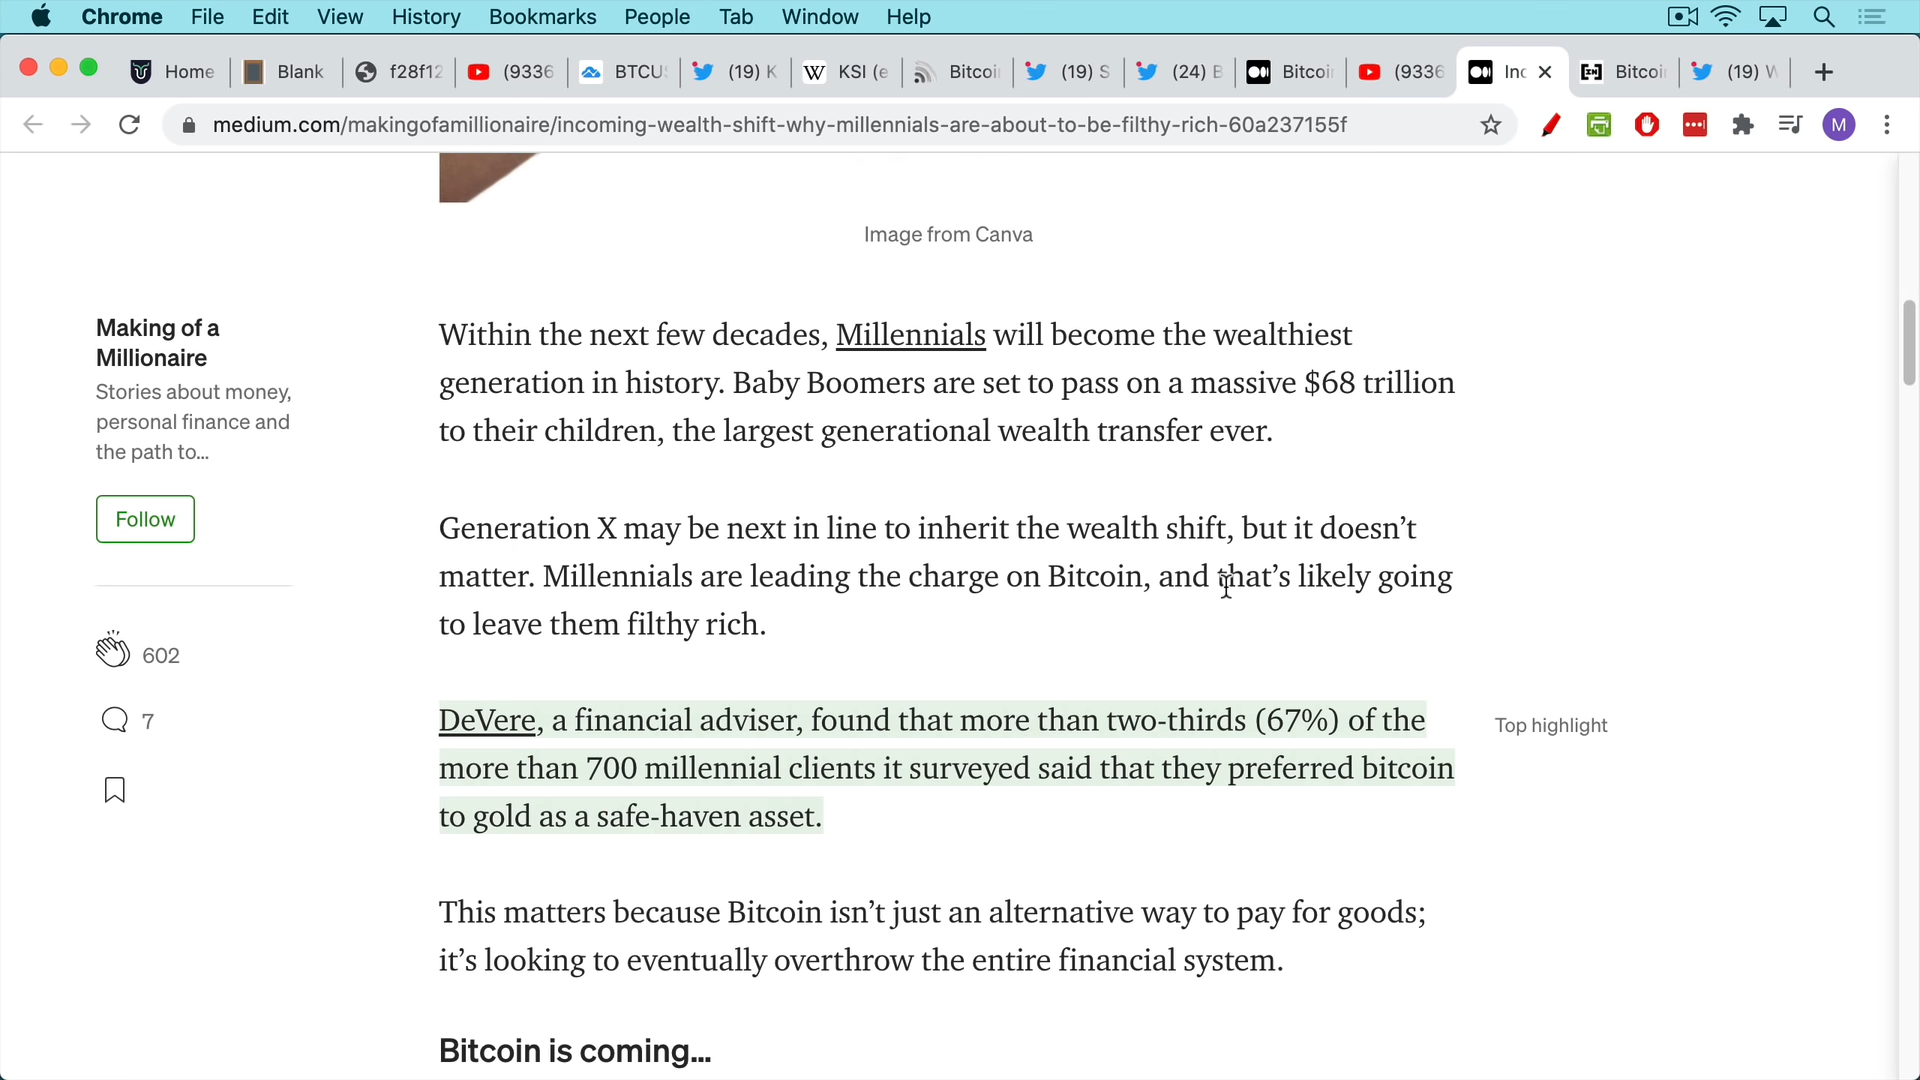 Chrome File Edit View History Bookmarks People Tab Window Help
Home Blank f28f12 (9336 BTCU (19) K KSI (e Bitcoi (19) S (24) B Bitcoi (9336 Inc Bitcoi (19) W
medium.com/makingofamillionaire/incoming-wealth-shift-why-millennials-are-about-to-be-filthy-rich-60a237155f
M
Image from Canva
Making of a
Millionaire
Stories about money,
personal finance and
the path to...
Follow
602
7
Within the next few decades, Millennials will become the wealthiest
generation in history. Baby Boomers are set to pass on a massive $68 trillion
to their children, the largest generational wealth transfer ever.
Generation X may be next in line to inherit the wealth shift, but it doesn’t
matter. Millennials are leading the charge on Bitcoin, and that’s likely going
to leave them filthy rich.
DeVere, a financial adviser, found that more than two-thirds (67%) of the
more than 700 millennial clients it surveyed said that they preferred bitcoin
to gold as a safe-haven asset.
Top highlight
This matters because Bitcoin isn’t just an alternative way to pay for goods;
it’s looking to eventually overthrow the entire financial system.
Bitcoin is coming...